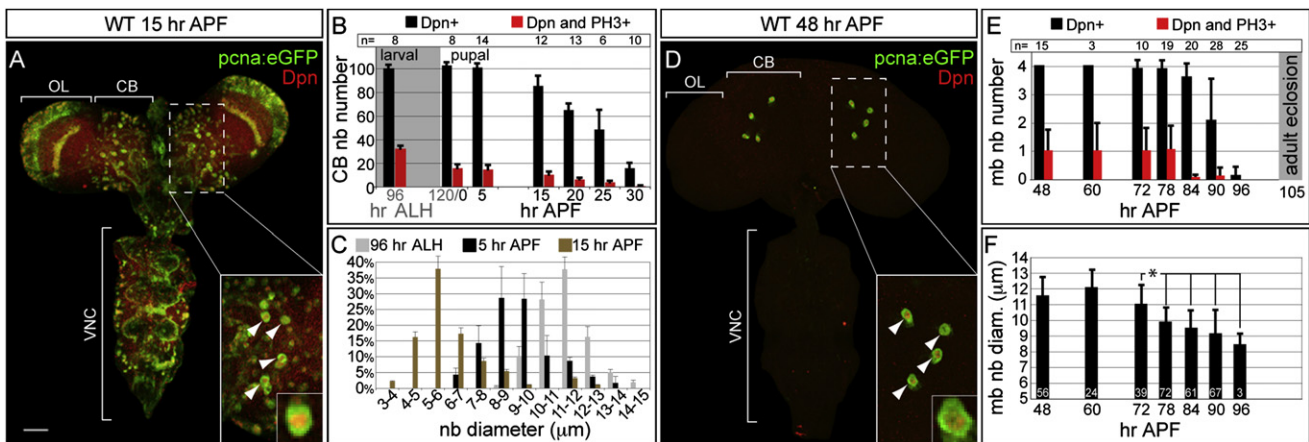 WT 15 hr APF
A
pcna:eGFP
Dpn
OL
CB
VNC
B
Dpn+
Dpn and PH3+
n= 8 8 14 12 13 6 10
larval
pupal
CB nb number
100
80
60
40
20
0
96 120/0 5 15 20 25 30
hr ALH
hr APF
C
96 hr ALH
5 hr APF
15 hr APF
40%
35%
30%
25%
20%
15%
10%
5%
0%
3-4 4-5 5-6 6-7 7-8 8-9 9-10 10-11 11-12 12-13 13-14 14-15
nb diameter (µm)
WT 48 hr APF
D
pcna:eGFP
Dpn
CB
OL
VNC
E
Dpn+
Dpn and PH3+
n= 15 3 10 19 20 28 25
mb nb number
4
3
2
1
0
48 60 72 78 84 90 96
hr APF
adult eclosion
105
F
mb nb diam. (µm)
14
13
12
11
10
9
8
7
6
5
*
56 24 39 72 61 67 3
48 60 72 78 84 90 96
hr APF